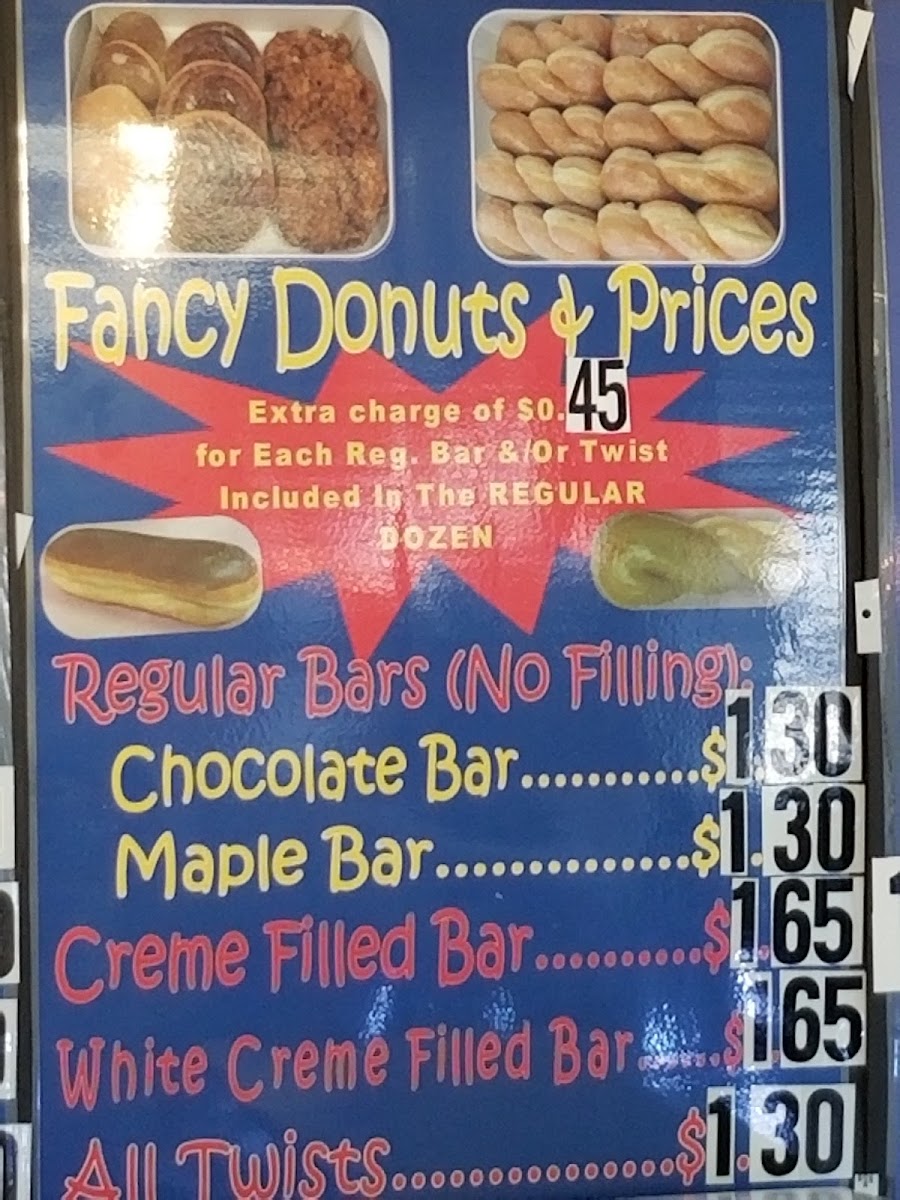 Fancy Donuts & Prices
Extra charge of $0.45
for Each Reg. Bar &/Or Twist
Included In The REGULAR
DOZEN
Regular Bars (No Filling):
Chocolate Bar...........$1.30
Maple Bar..............$1.30
Creme Filled Bar..........$1.65
White Creme Filled Bar......$1.65
All Twists...............$1.30